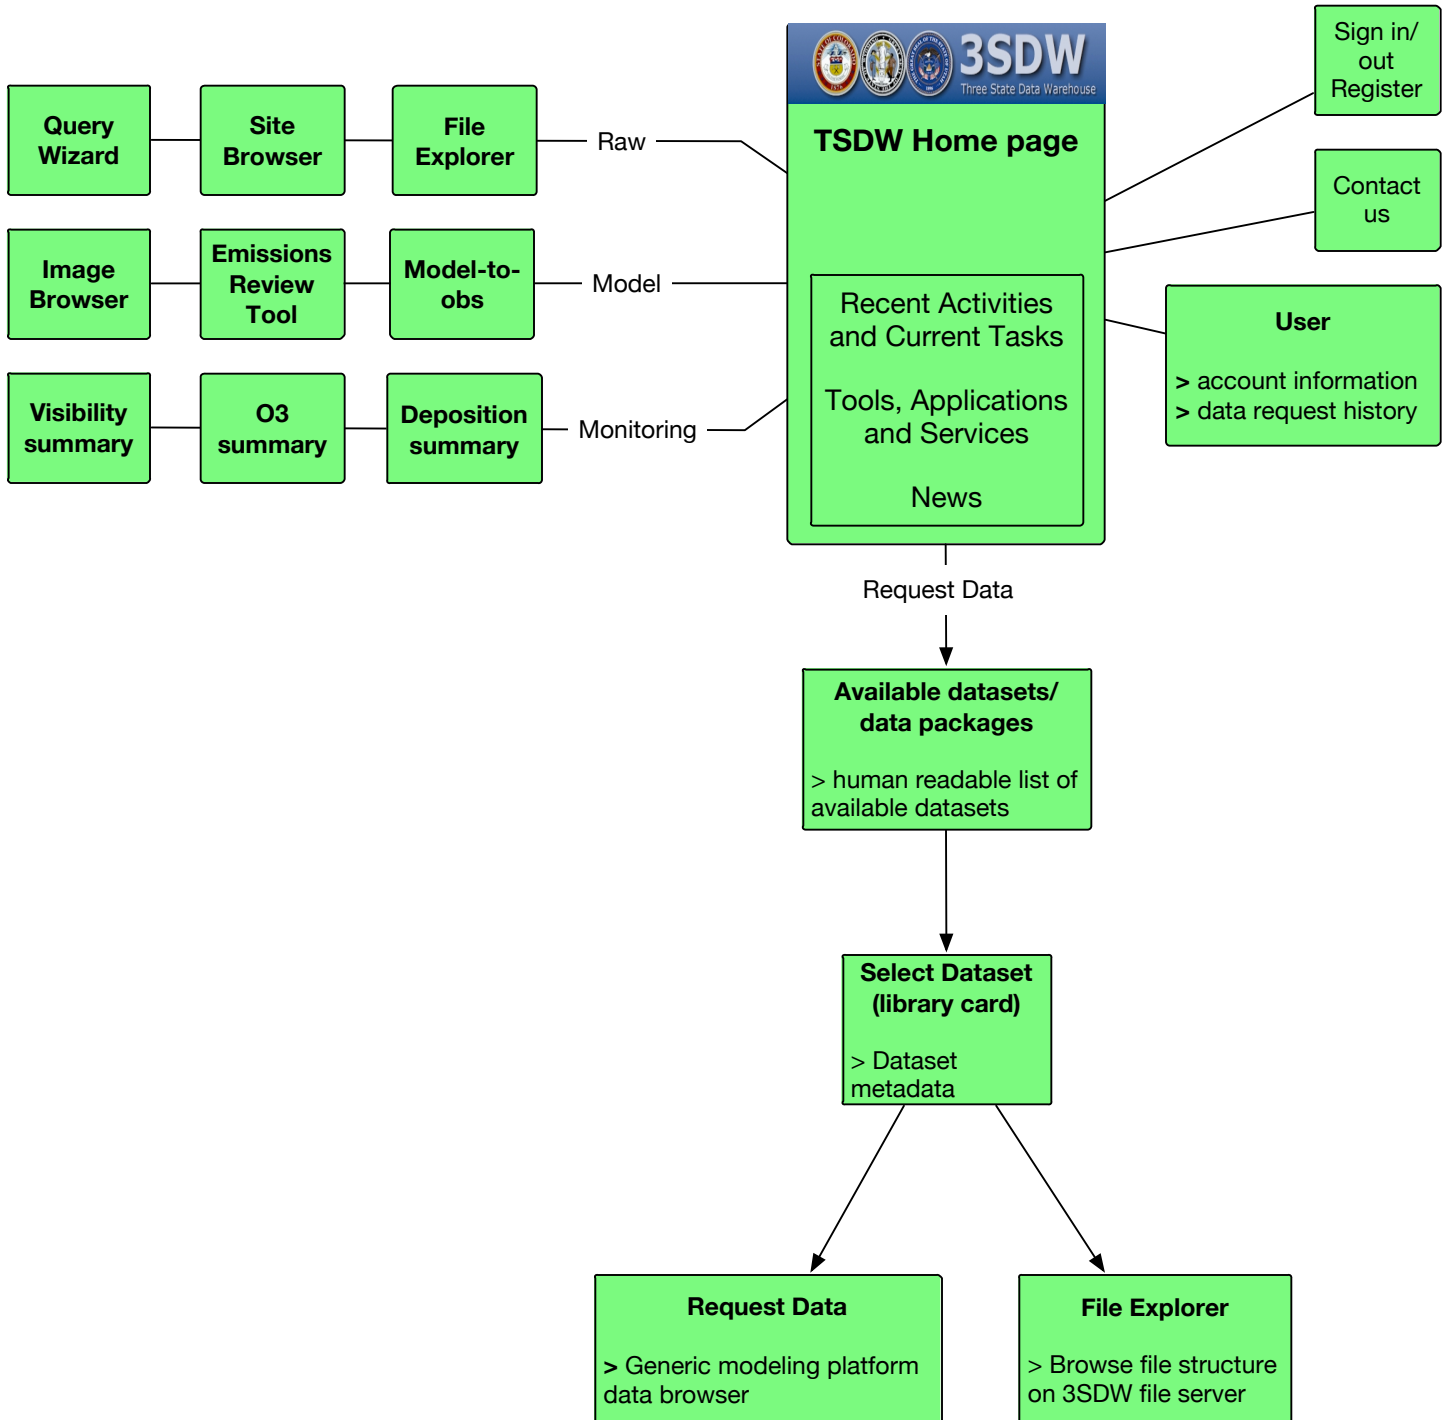 3SDW
Three State Data Warehouse
TSDW Home page
Recent Activities
and Current Tasks
Tools, Applications
and Services
News
Query
Wizard
Site
Browser
File
Explorer
Raw
Image
Browser
Emissions
Review
Tool
Model-to-
obs
Model
Visibility
summary
O3
summary
Deposition
summary
Monitoring
Sign in/
out
Register
Contact
us
User
> account information
> data request history
Request Data
Available datasets/
data packages
> human readable list of
available datasets
Select Dataset
(library card)
> Dataset
metadata
Request Data
> Generic modeling platform
data browser
File Explorer
> Browse file structure
on 3SDW file server